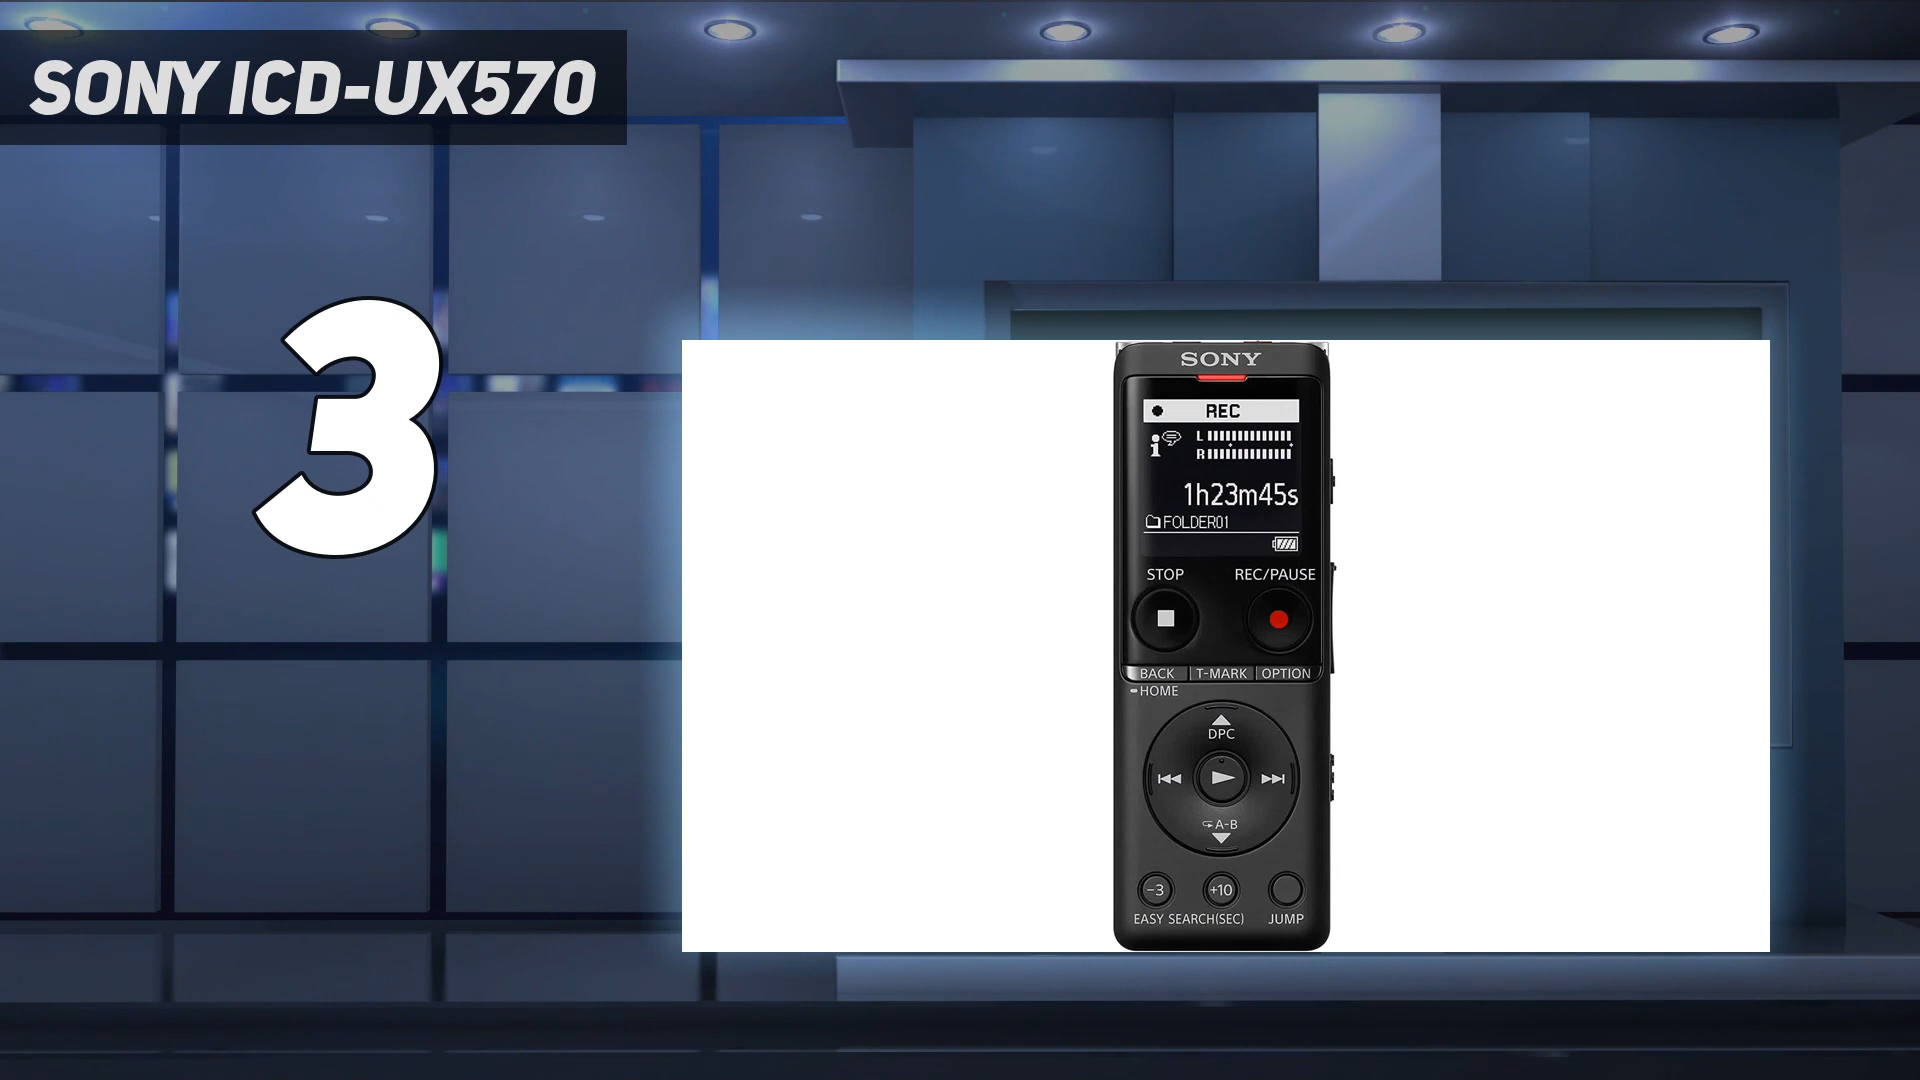 SONY ICD-UX570
3
SONY
REC
L
R
1h23m45s
FOLDER01
STOP REC/PAUSE
BACK T-MARK OPTION
HOME
DPC
A-B
-3 +10
EASY SEARCH(SEC) JUMP